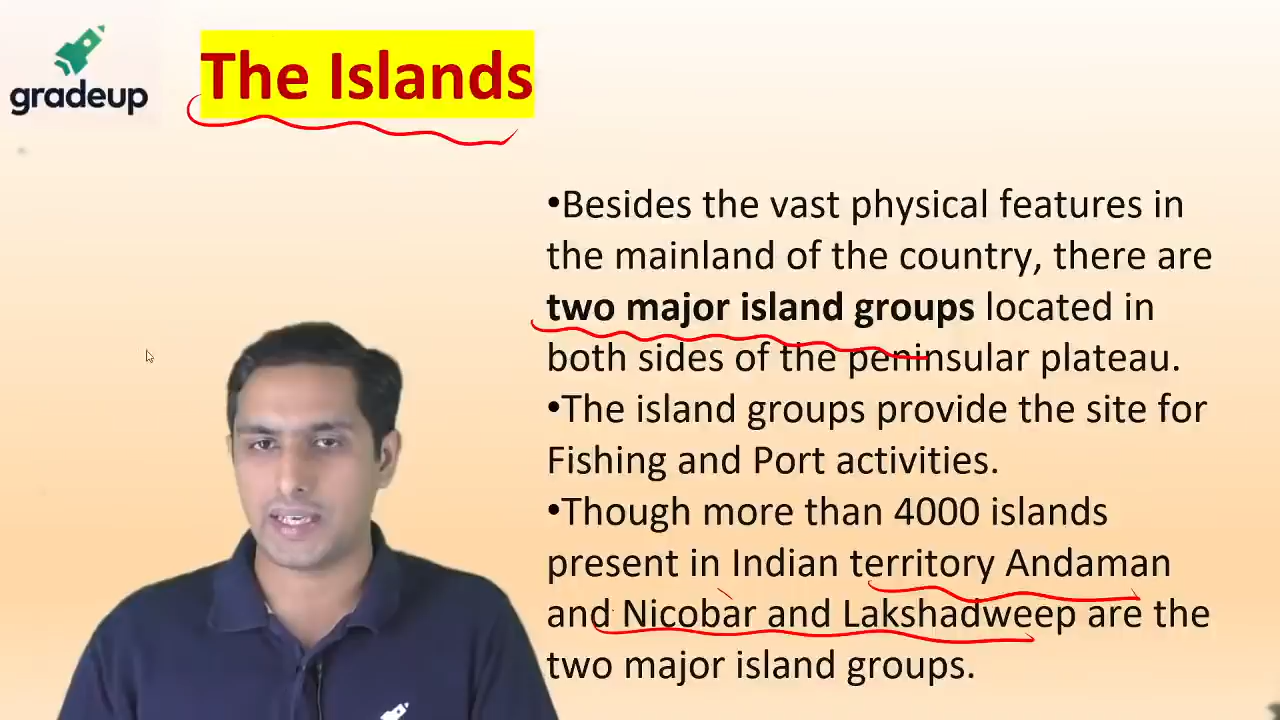 gradeup
The Islands
•Besides the vast physical features in
the mainland of the country, there are
two major island groups located in
both sides of the peninsular plateau.
•The island groups provide the site for
Fishing and Port activities.
•Though more than 4000 islands
present in Indian territory Andaman
and Nicobar and Lakshadweep are the
two major island groups.